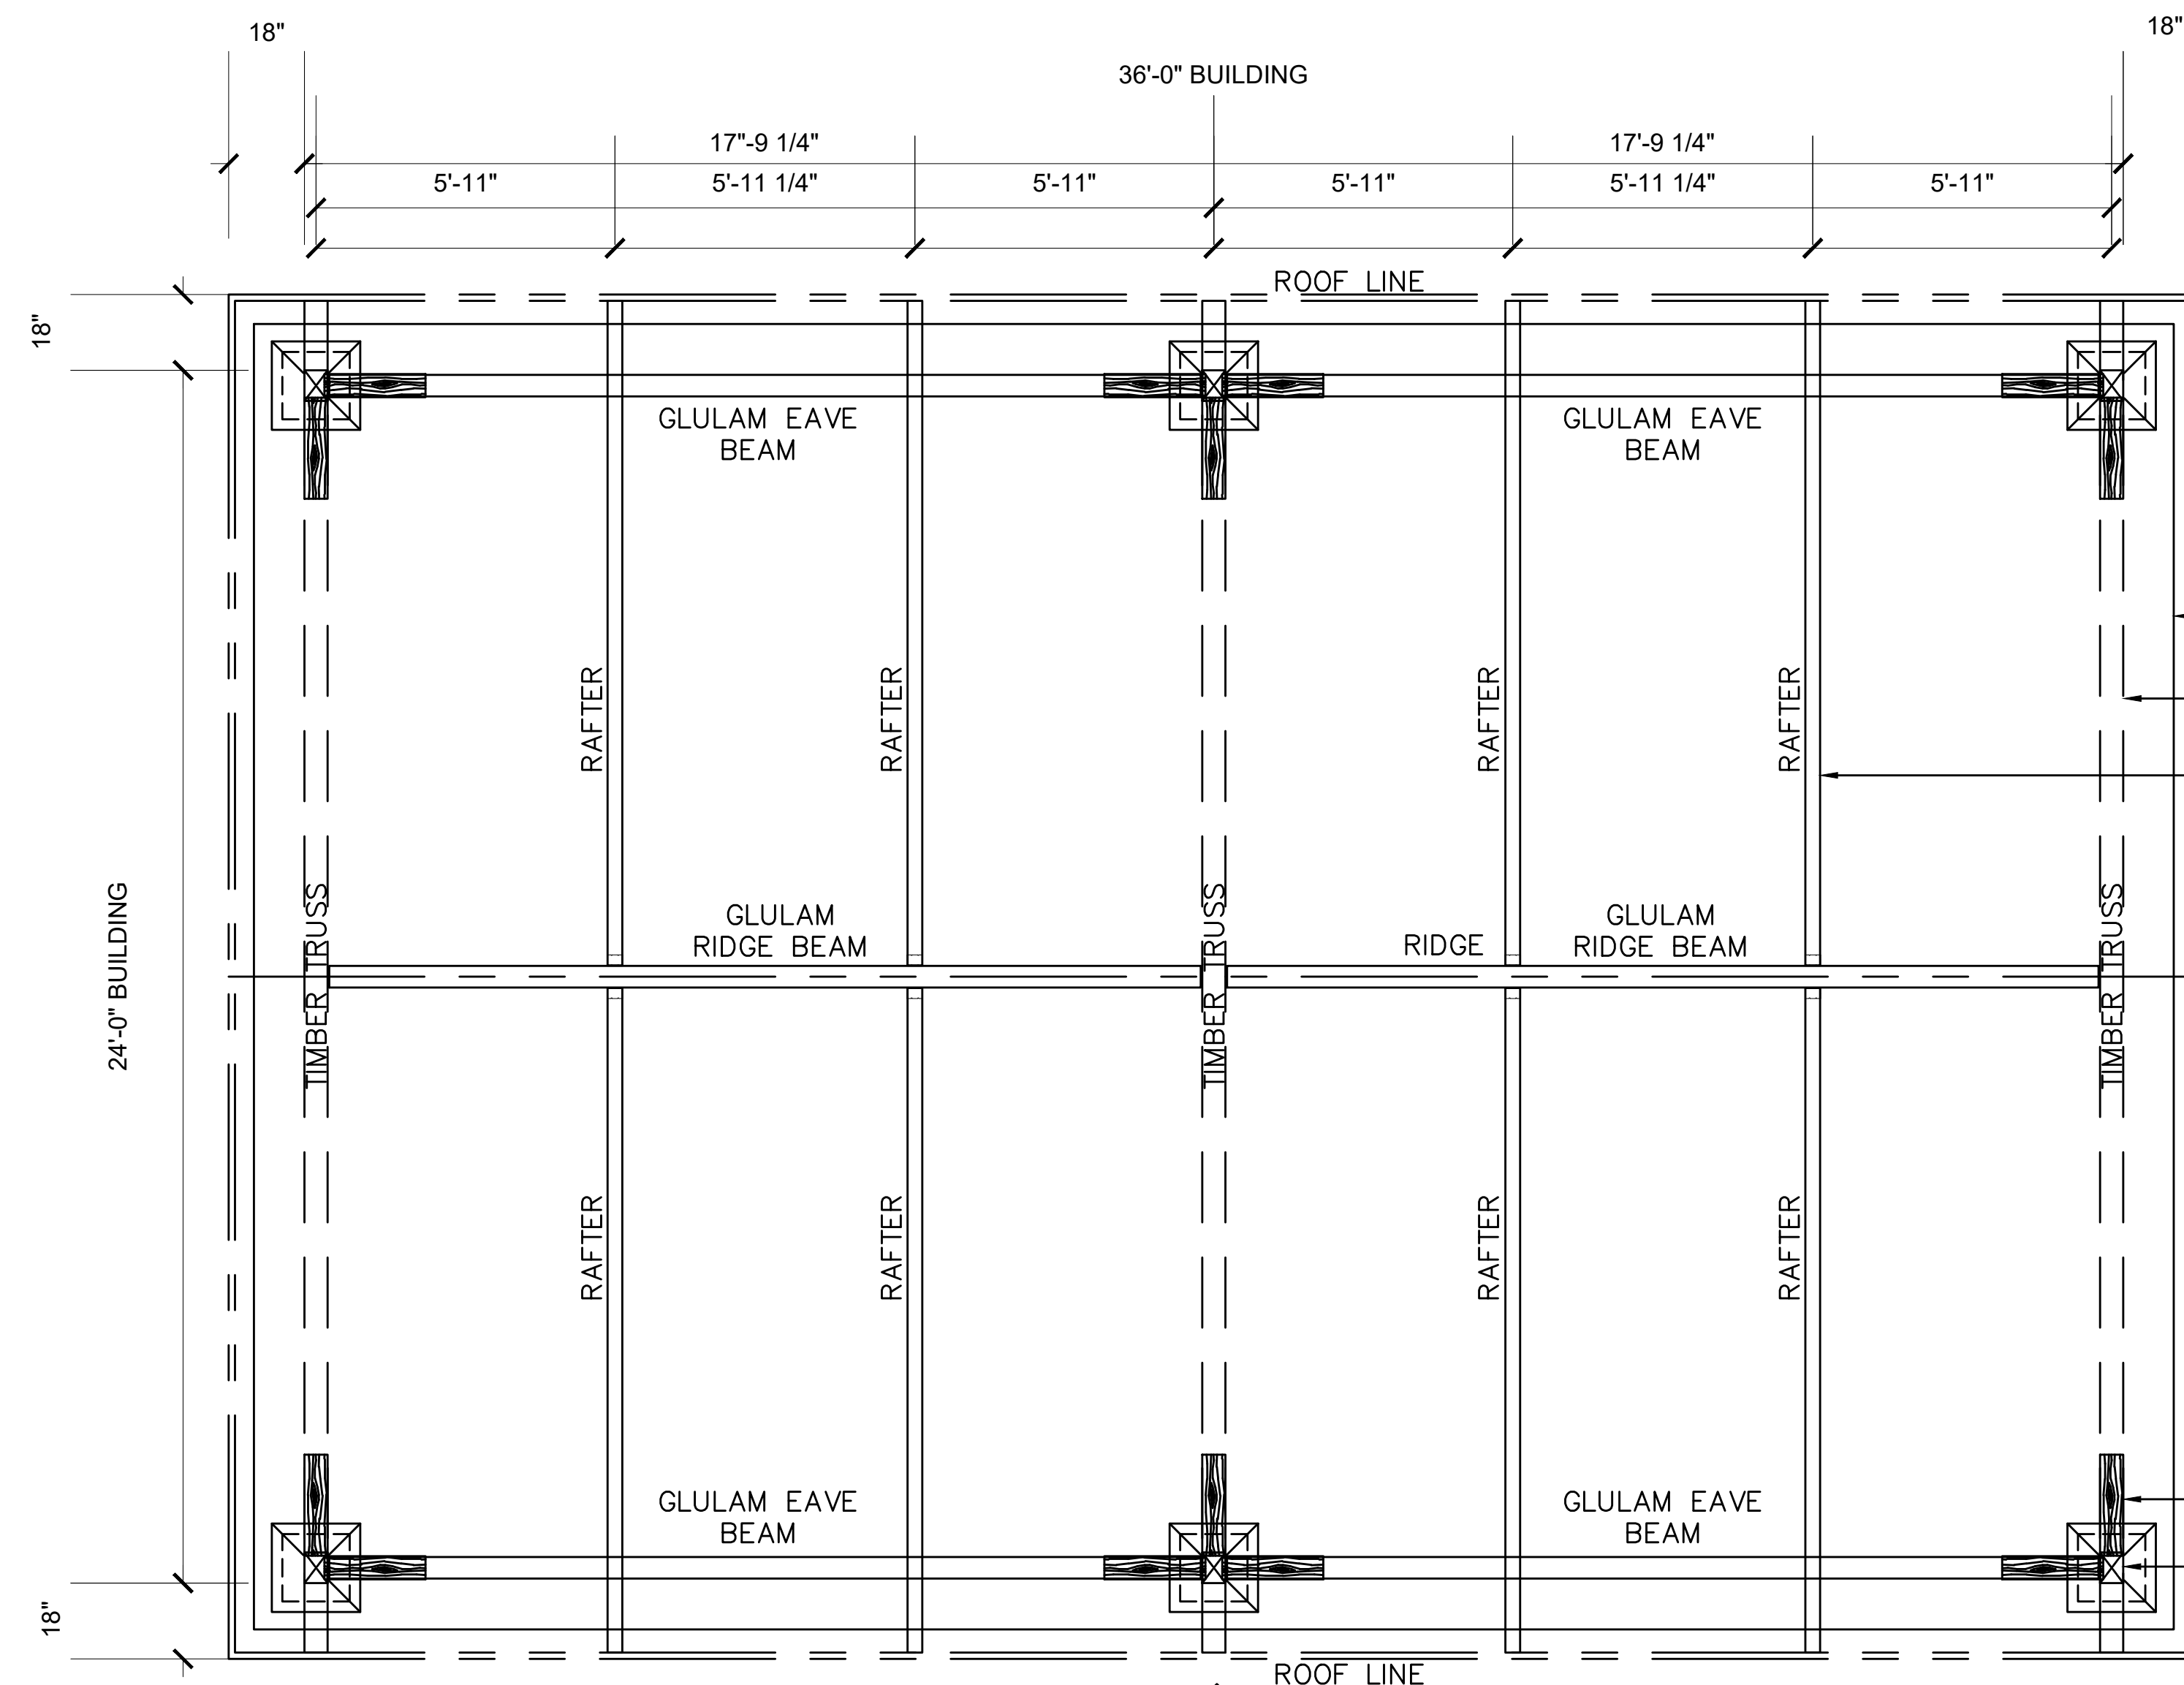 18"
18"
36'-0" BUILDING
17"-9 1/4"
17'-9 1/4"
5'-11"
5'-11 1/4"
5'-11"
5'-11"
5'-11 1/4"
5'-11"
ROOF LINE
18"
GLULAM EAVE
BEAM
GLULAM EAVE
BEAM
RAFTER
RAFTER
RAFTER
RAFTER
24'-0" BUILDING
TIMBER TRUSS
GLULAM
RIDGE BEAM
TIMBER TRUSS
RIDGE
GLULAM
RIDGE BEAM
TIMBER TRUSS
RAFTER
RAFTER
RAFTER
RAFTER
GLULAM EAVE
BEAM
GLULAM EAVE
BEAM
18"
ROOF LINE